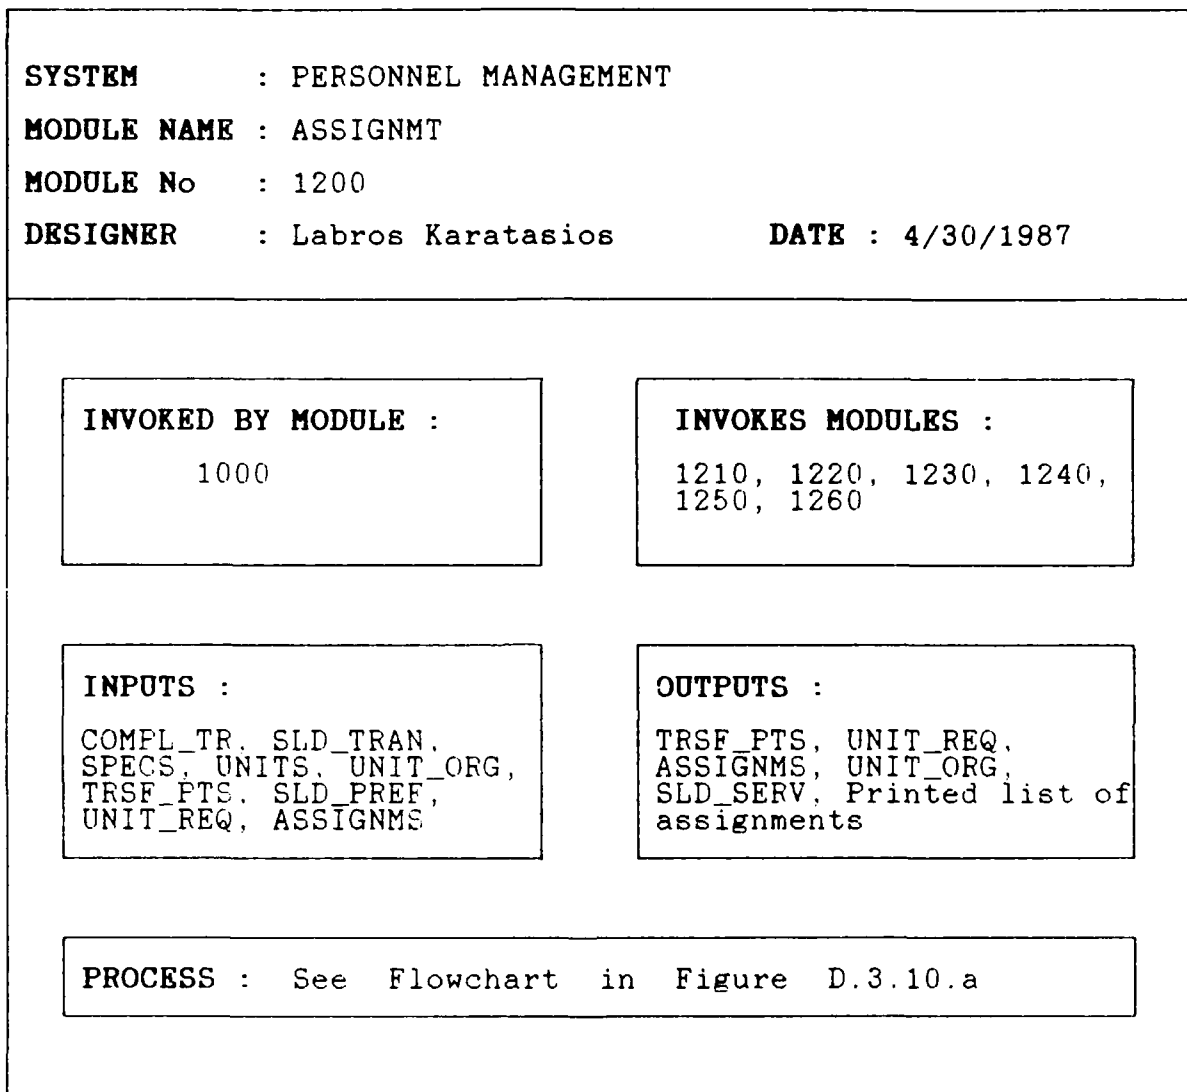 SYSTEM : PERSONNEL MANAGEMENT
MODULE NAME : ASSIGNMT
MODULE No : 1200
DESIGNER : Labros Karatasios DATE : 4/30/1987
INVOKED BY MODULE :
1000
INVOKES MODULES :
1210, 1220, 1230, 1240,
1250, 1260
INPUTS :
COMPL_TR, SLD_TRAN,
SPECS, UNITS, UNIT_ORG,
TRSF_PTS, SLD_PREF,
UNIT_REQ, ASSIGNMS
OUTPUTS :
TRSF_PTS, UNIT_REQ,
ASSIGNMS, UNIT_ORG,
SLD_SERV, Printed list of
assignments
PROCESS : See Flowchart in Figure D.3.10.a